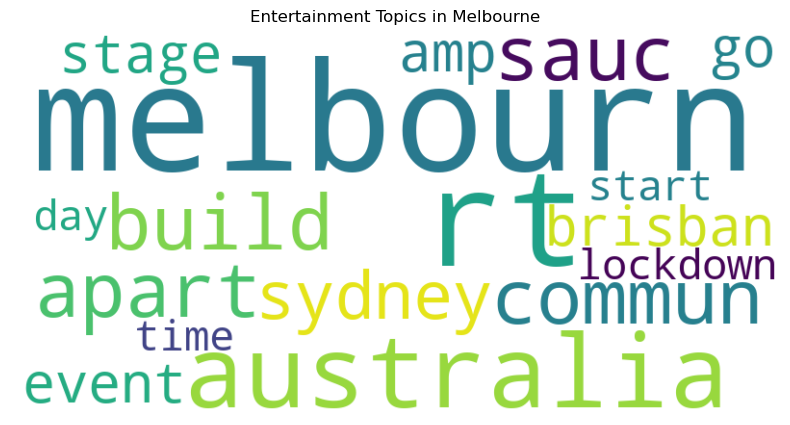 Entertainment Topics in Melbourne
stage amp sauc go
melbourn
rt start
day build brisban
lockdown
apart sydney commun
time
event australia